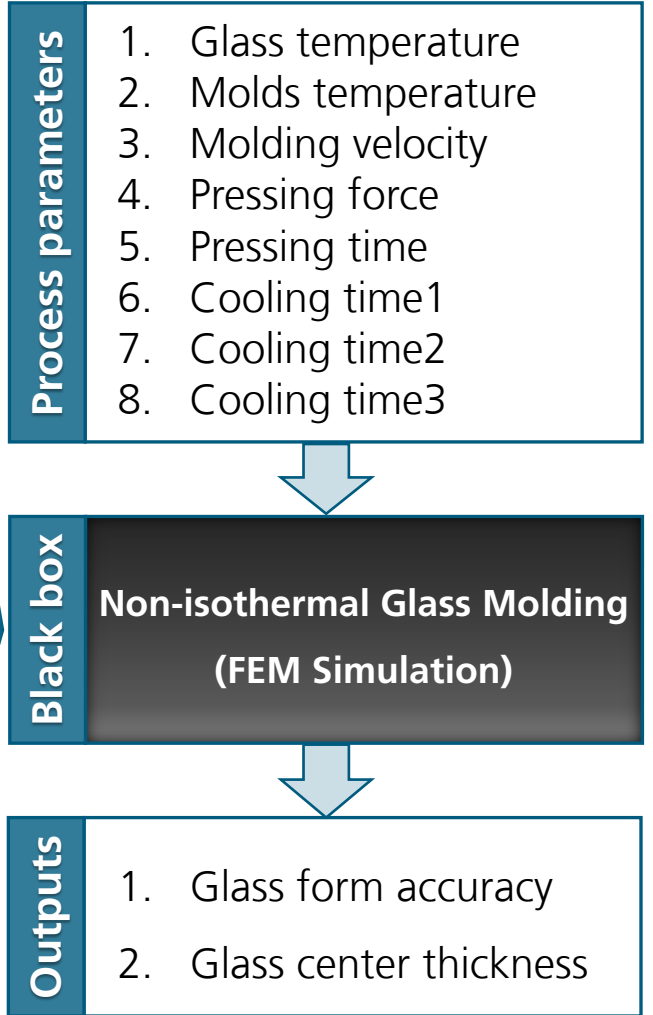 Process parameters
1. Glass temperature
2. Molds temperature
3. Molding velocity
4. Pressing force
5. Pressing time
6. Cooling time1
7. Cooling time2
8. Cooling time3
Black box
Non-isothermal Glass Molding
(FEM Simulation)
Outputs
1. Glass form accuracy
2. Glass center thickness